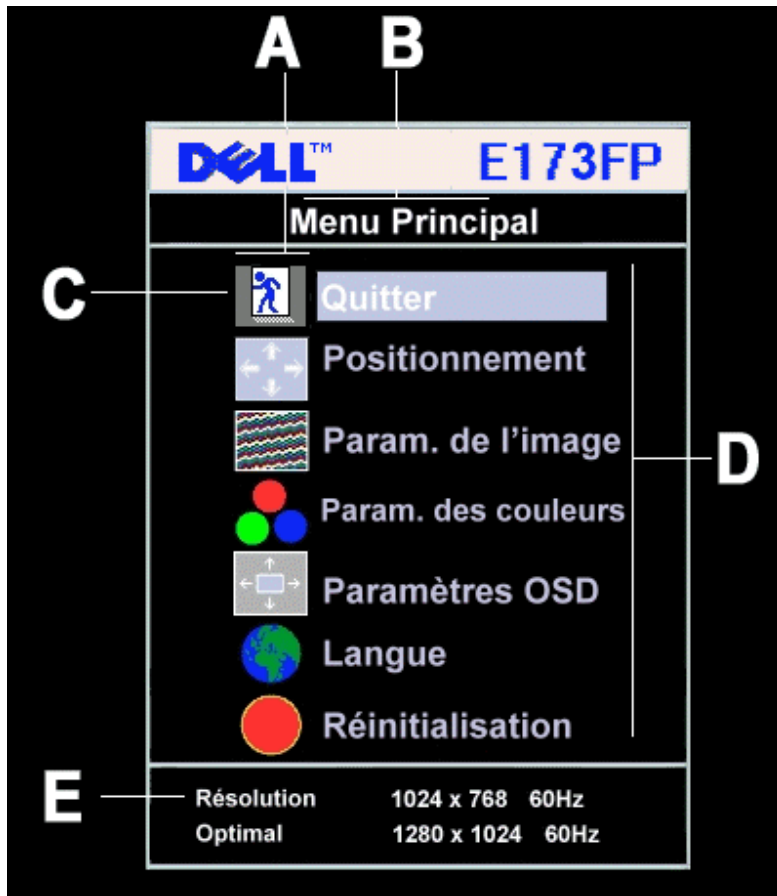 A B
DELL™ E173FP
Menu Principal
C Quitter
Positionnement
Param. de l’image
D
Param. des couleurs
Paramètres OSD
Langue
Réinitialisation
E Résolution 1024 x 768 60Hz
Optimal 1280 x 1024 60Hz